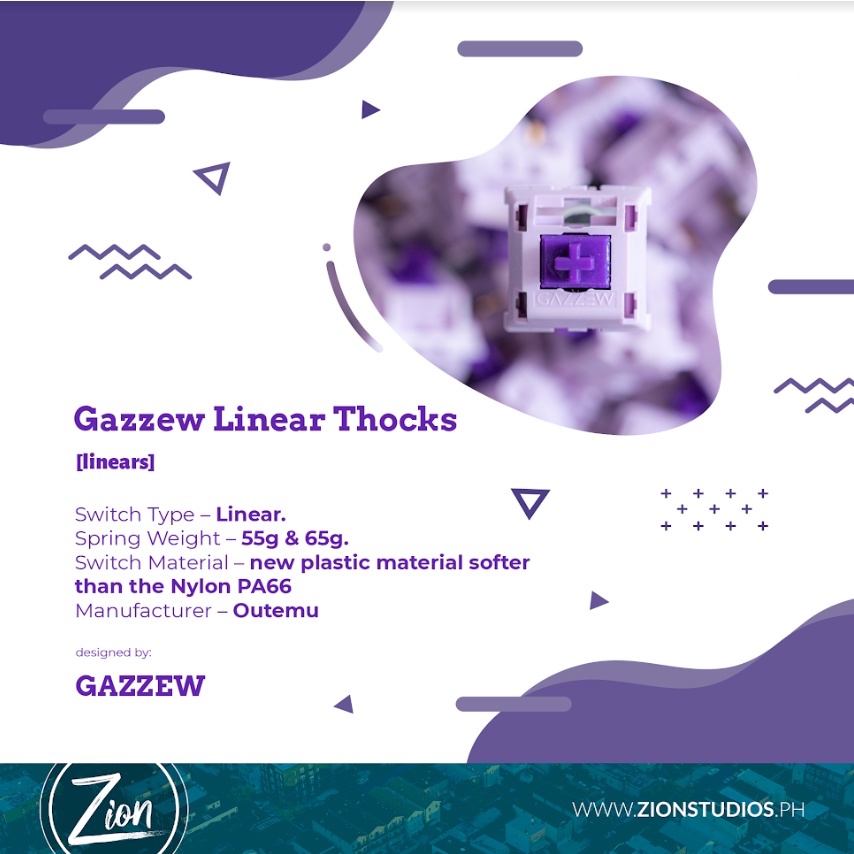 GAZZEW
Gazzew Linear Thocks
[linears]
Switch Type – Linear.
Spring Weight – 55g & 65g.
Switch Material – new plastic material softer
than the Nylon PA66
Manufacturer – Outemu
designed by:
GAZZEW
Zion
WWW.ZIONSTUDIOS.PH